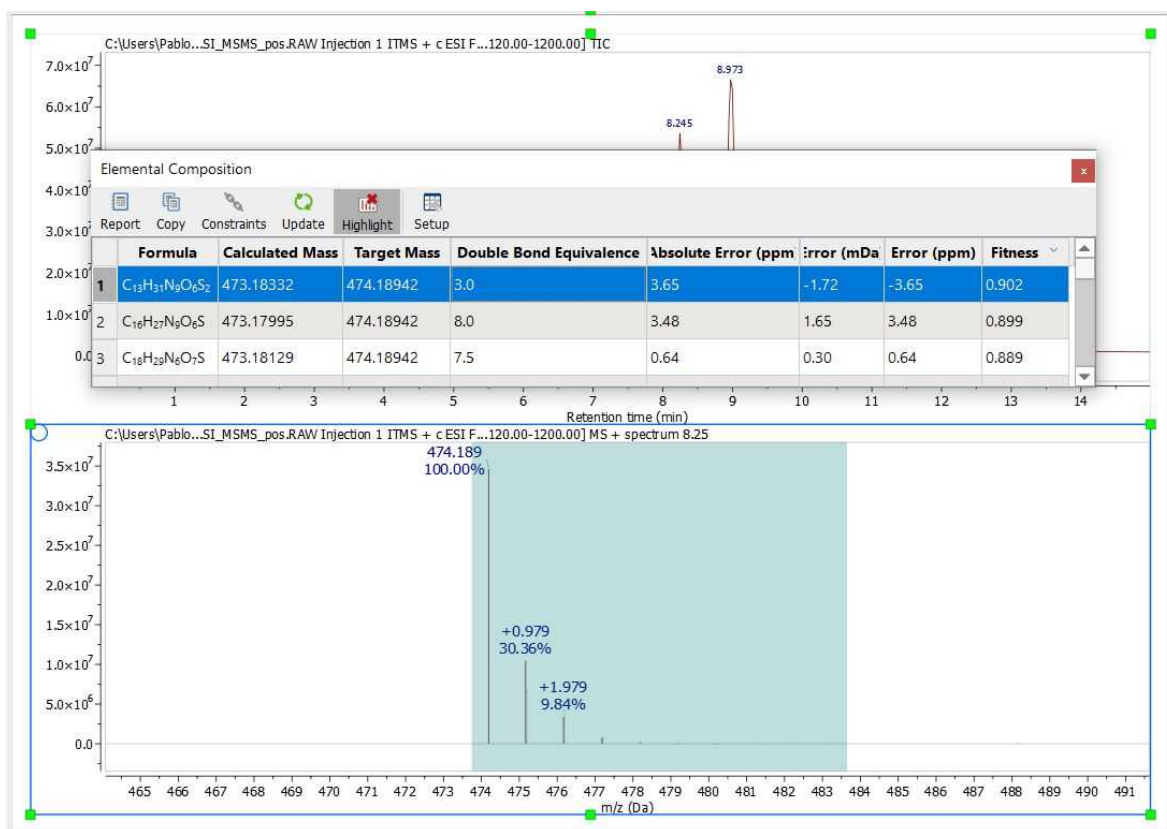 C:\Users\Pablo...SI_MSMS_pos.RAW Injection 1 ITMS + c ESI F...120.00-1200.00] TIC
7.0×10⁷
6.0×10⁷
5.0×10⁷
4.0×10⁷
3.0×10⁷
2.0×10⁷
1.0×10⁷
0.0
8.973
8.245
Elemental Composition
x
Report Copy Constraints Update Highlight Setup
Formula Calculated Mass Target Mass Double Bond Equivalence Absolute Error (ppm) Error (mDa Error (ppm) Fitness
1 C₁₃H₃₁N₉O₆S₂ 473.18332 474.18942 3.0 3.65 -1.72 -3.65 0.902
2 C₁₆H₂₇N₉O₆S 473.17995 474.18942 8.0 3.48 1.65 3.48 0.899
3 C₁₈H₂₉N₆O₇S 473.18129 474.18942 7.5 0.64 0.30 0.64 0.889
1 2 3 4 5 6 7 8 9 10 11 12 13 14
Retention time (min)
C:\Users\Pablo...SI_MSMS_pos.RAW Injection 1 ITMS + c ESI F...120.00-1200.00] MS + spectrum 8.25
3.5×10⁷
3.0×10⁷
2.5×10⁷
2.0×10⁷
1.5×10⁷
1.0×10⁷
5.0×10⁶
0.0
474.189
100.00%
+0.979
30.36%
+1.979
9.84%
465 466 467 468 469 470 471 472 473 474 475 476 477 478 479 480 481 482 483 484 485 486 487 488 489 490 491
m/z (Da)